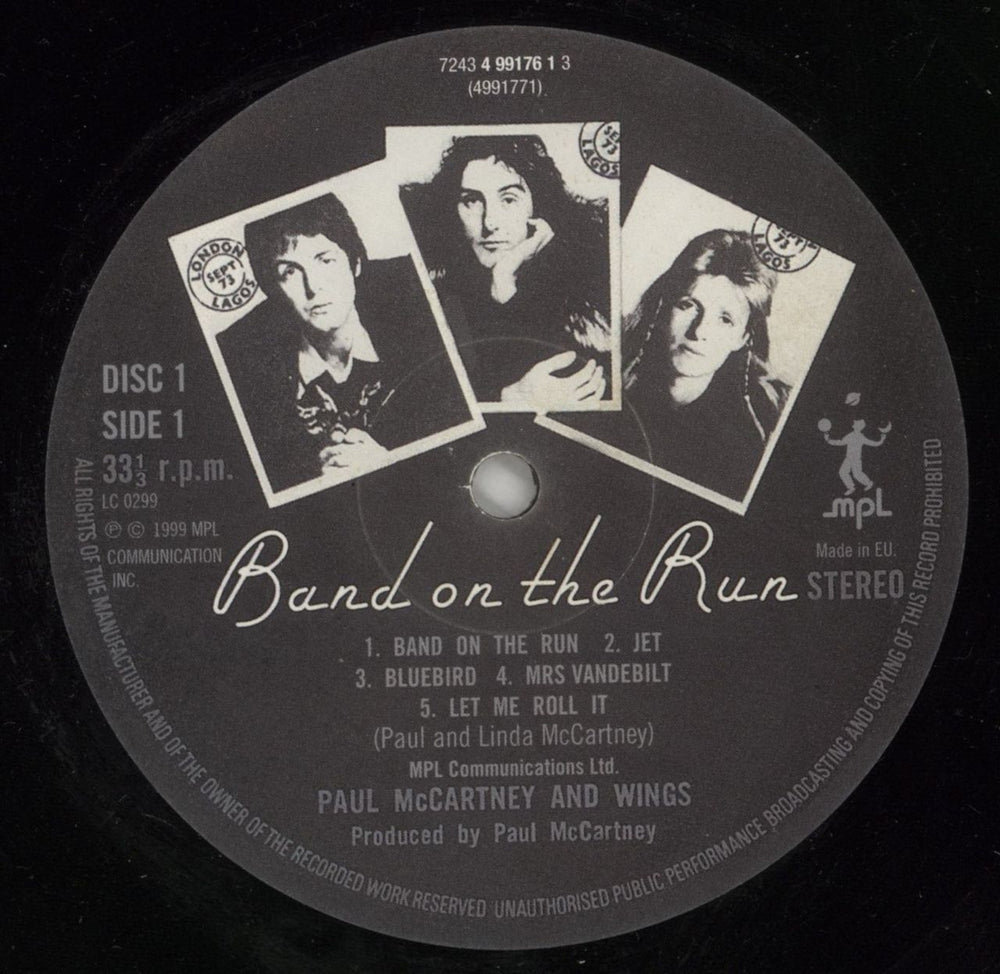 7243 4 99176 1 3
(4991771)
LONDON
SEPT
73
LAGOS
SE
73
LAGOS
73
LAGOS
DISC 1
SIDE 1
33⅓ r.p.m.
LC 0299
℗ © 1999 MPL
COMMUNICATION
INC.
mpL
Made in EU.
STEREO
Band on the Run
1. BAND ON THE RUN 2. JET
3. BLUEBIRD 4. MRS VANDEBILT
5. LET ME ROLL IT
(Paul and Linda McCartney)
MPL Communications Ltd.
PAUL McCARTNEY AND WINGS
Produced by Paul McCartney
ALL RIGHTS OF THE MANUFACTURER AND OF THE OWNER OF THE RECORDED WORK RESERVED UNAUTHORISED PUBLIC PERFORMANCE BROADCASTING AND COPYING OF THIS RECORD PROHIBITED